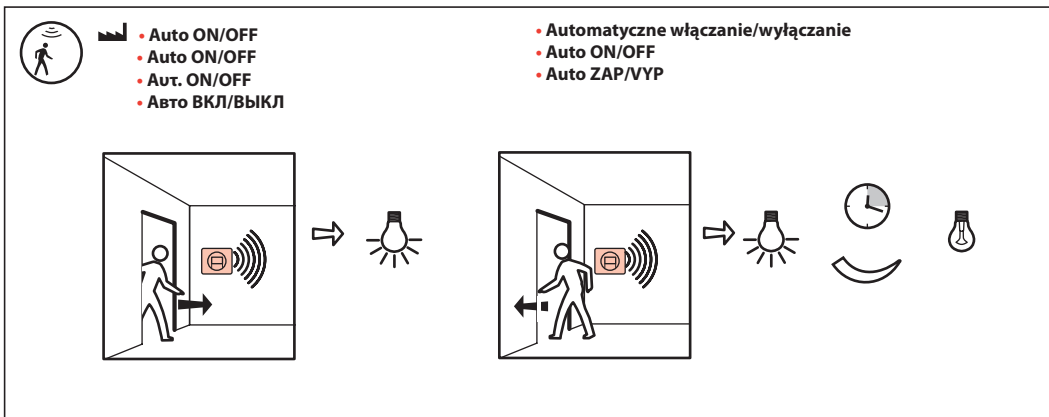 • Auto ON/OFF
• Auto ON/OFF
• Αυτ. ON/OFF
• Авто ВКЛ/ВЫКЛ
• Automatyczne włączanie/wyłączanie
• Auto ON/OFF
• Auto ZAP/VYP